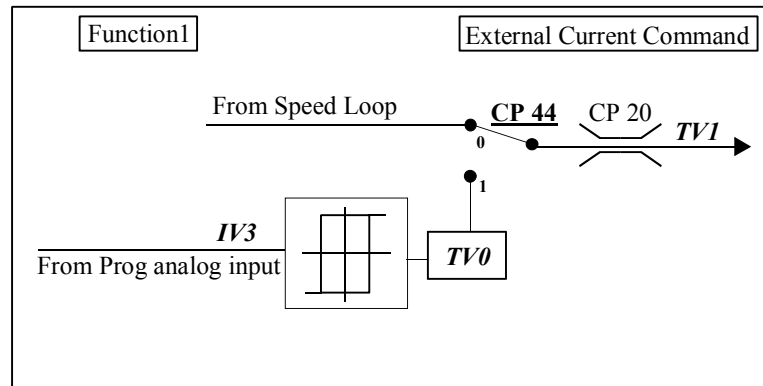 Function1
External Current Command
From Speed Loop
CP 44
CP 20
TV1
0
1
IV3
From Prog analog input
TV0